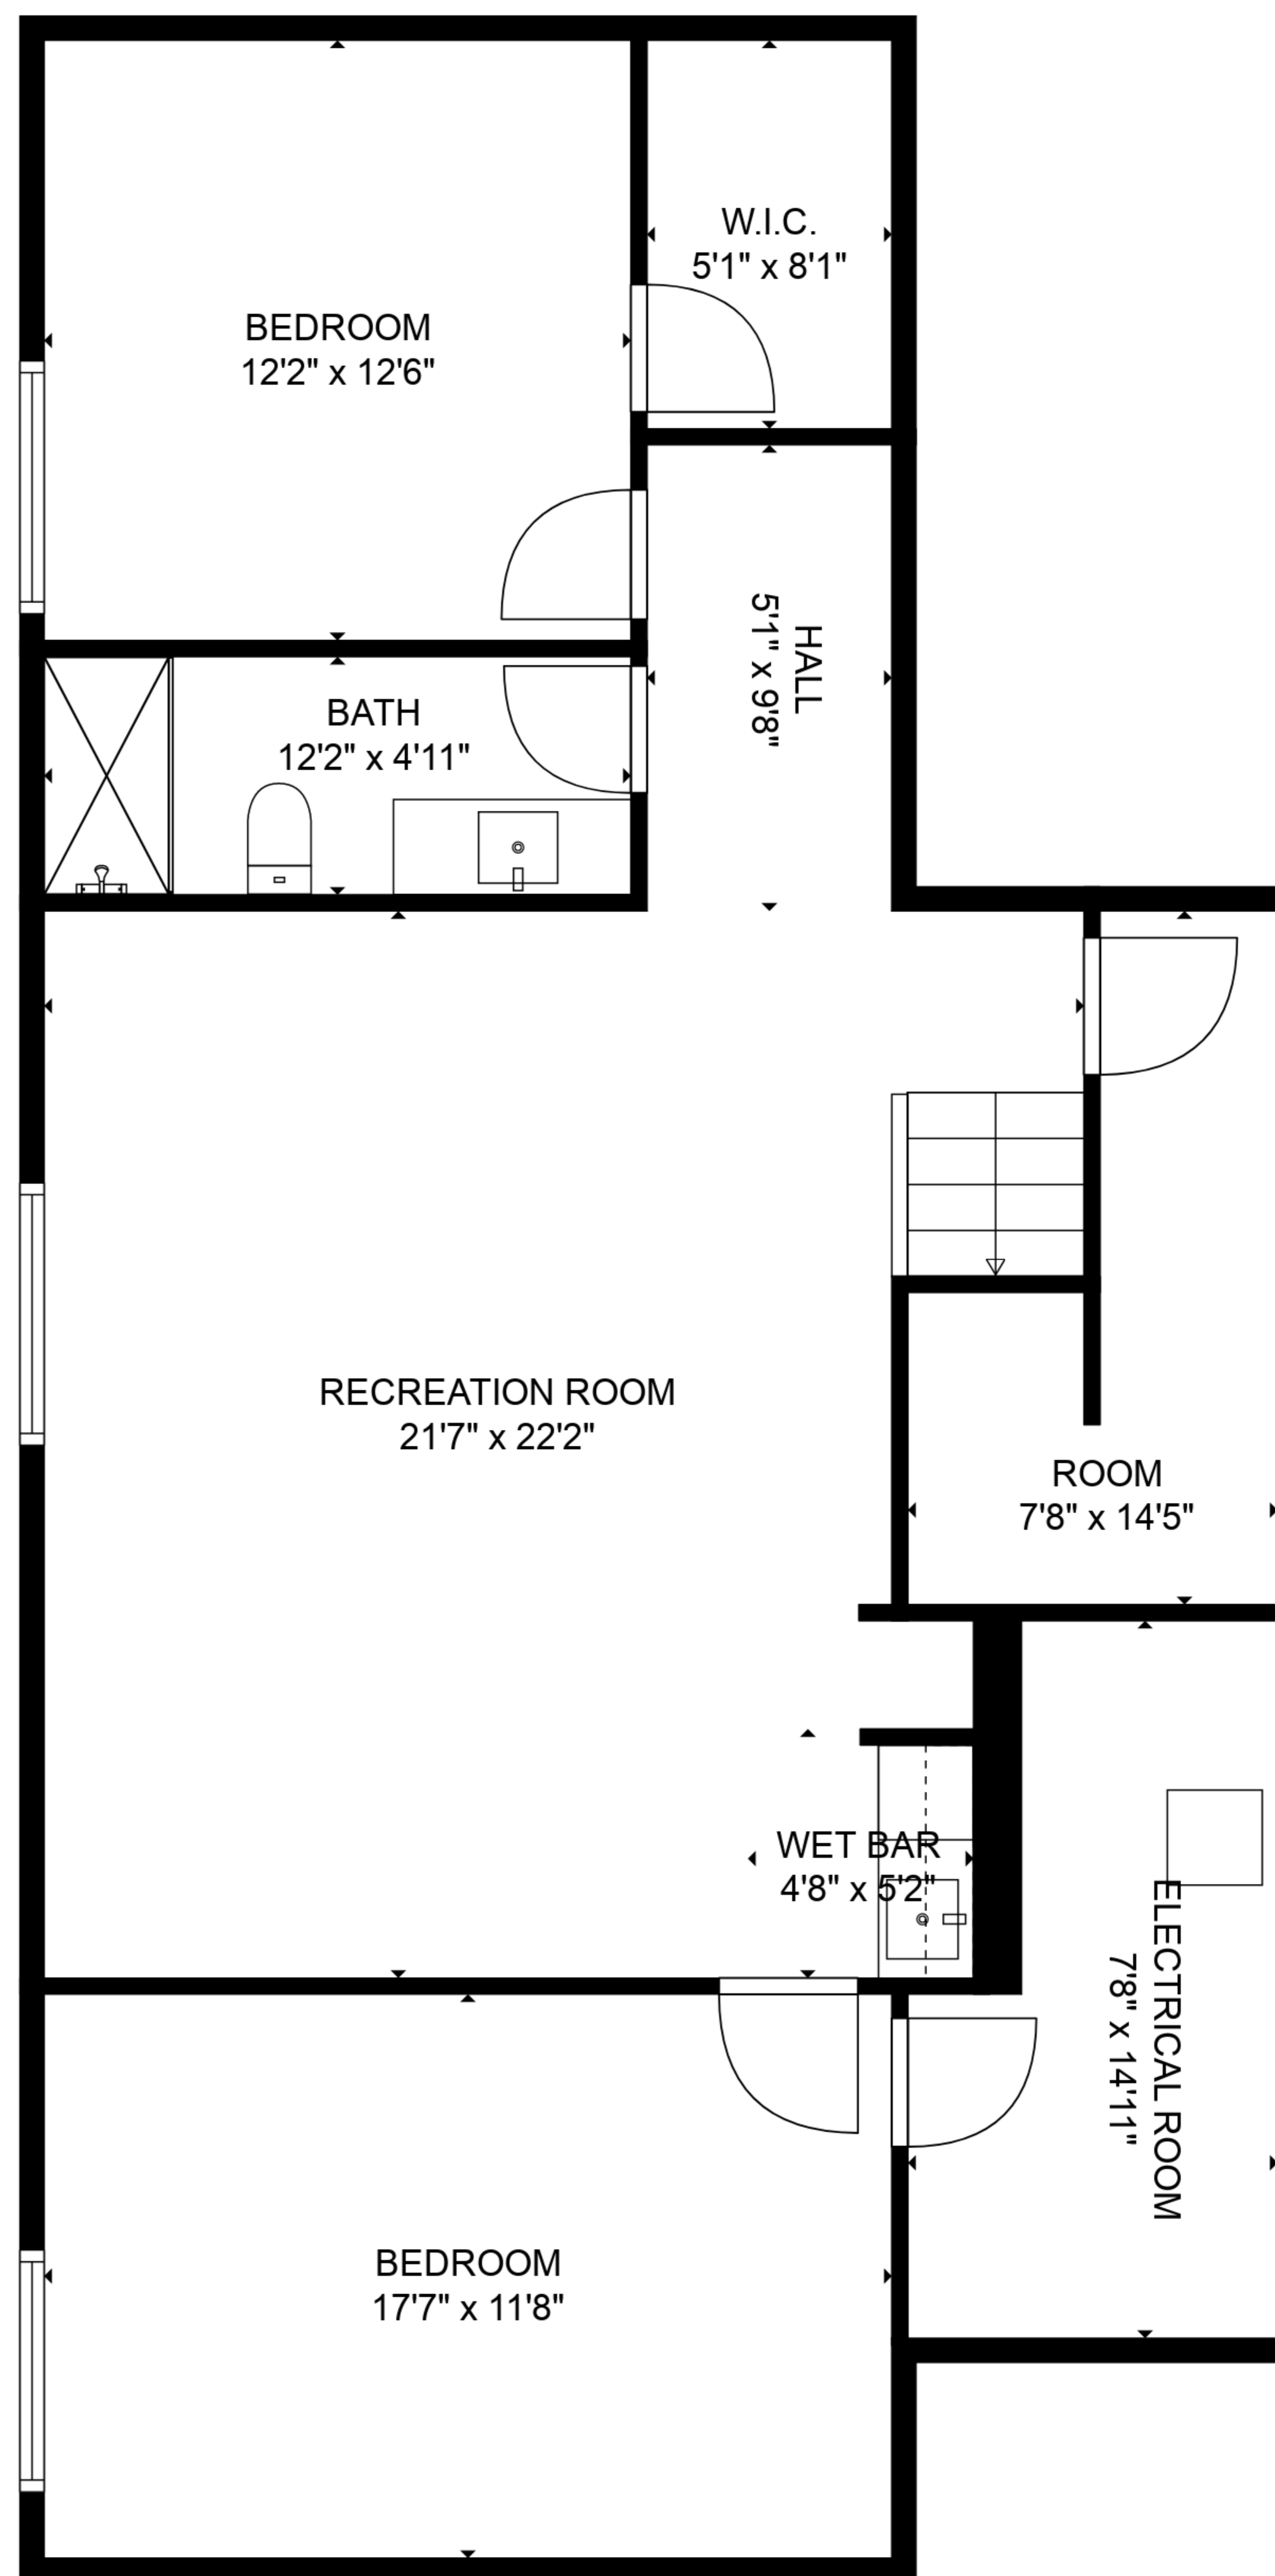 W.I.C.
5'1" x 8'1"
BEDROOM
12'2" x 12'6"
HALL
5'1" x 9'8"
BATH
12'2" x 4'11"
RECREATION ROOM
21'7" x 22'2"
ROOM
7'8" x 14'5"
WET BAR
4'8" x 5'2"
ELECTRICAL ROOM
7'8" x 14'11"
BEDROOM
17'7" x 11'8"